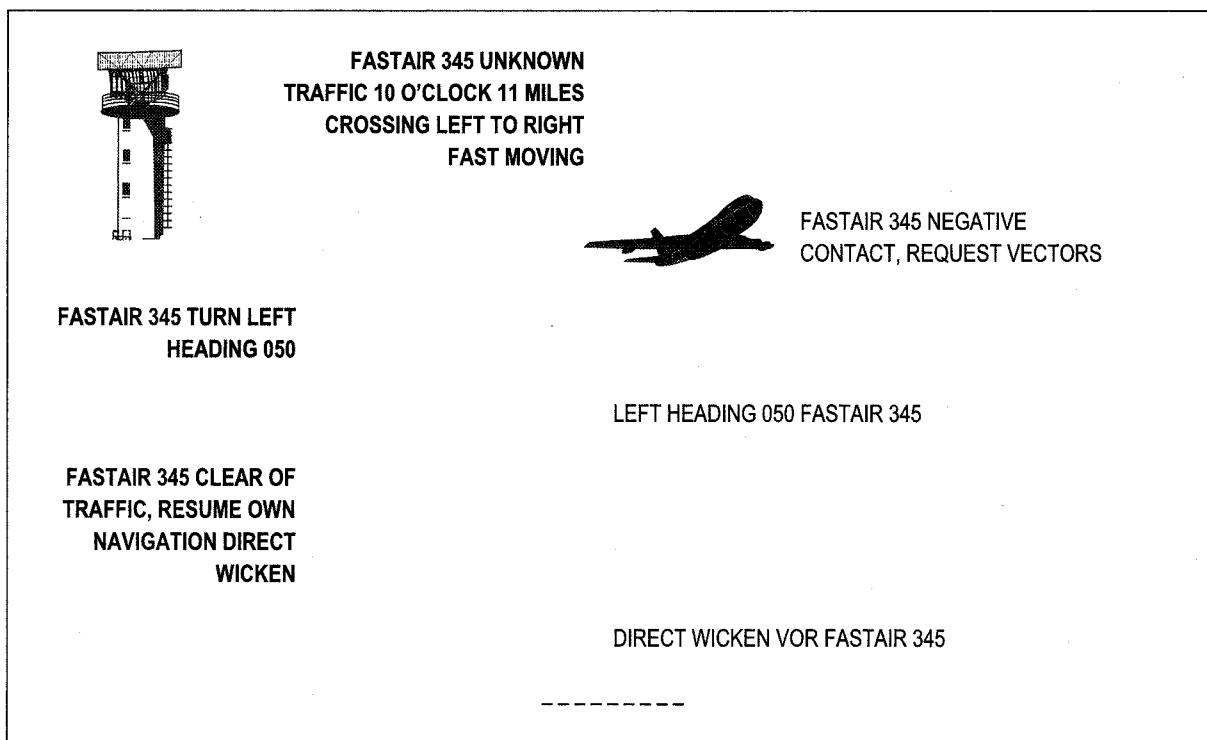 FASTAIR 345 UNKNOWN
TRAFFIC 10 O'CLOCK 11 MILES
CROSSING LEFT TO RIGHT
FAST MOVING
FASTAIR 345 NEGATIVE
CONTACT, REQUEST VECTORS
FASTAIR 345 TURN LEFT
HEADING 050
LEFT HEADING 050 FASTAIR 345
FASTAIR 345 CLEAR OF
TRAFFIC, RESUME OWN
NAVIGATION DIRECT
WICKEN
DIRECT WICKEN VOR FASTAIR 345
---------